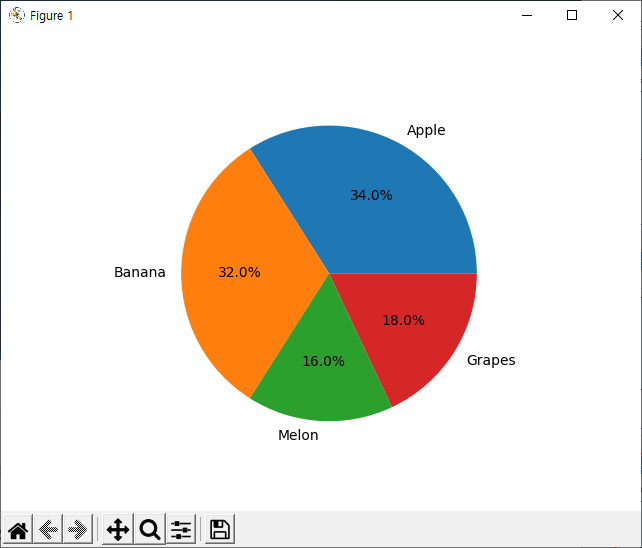 Figure 1
Apple
34.0%
Banana
32.0%
18.0%
16.0%
Grapes
Melon